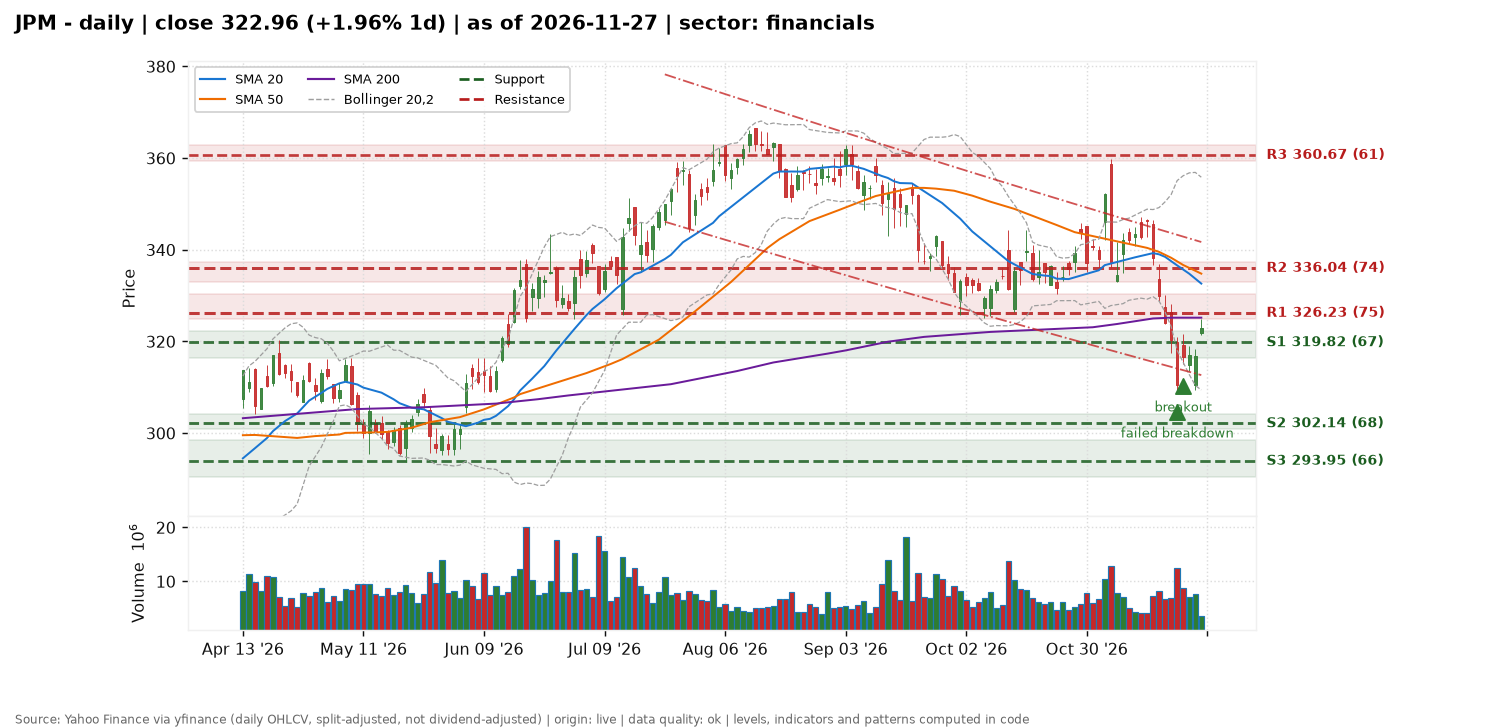 JPM - daily | close 322.96 (+1.96% 1d) | as of 2026-11-27 | sector: financials
SMA 20
SMA 50
SMA 200
Bollinger 20,2
Support
Resistance
Price
380
360
340
320
300
R3 360.67 (61)
R2 336.04 (74)
R1 326.23 (75)
S1 319.82 (67)
S2 302.14 (68)
S3 293.95 (66)
breakout
failed breakdown
Volume 10⁶
20
10
Apr 13 '26
May 11 '26
Jun 09 '26
Jul 09 '26
Aug 06 '26
Sep 03 '26
Oct 02 '26
Oct 30 '26
Source: Yahoo Finance via yfinance (daily OHLCV, split-adjusted, not dividend-adjusted) | origin: live | data quality: ok | levels, indicators and patterns computed in code